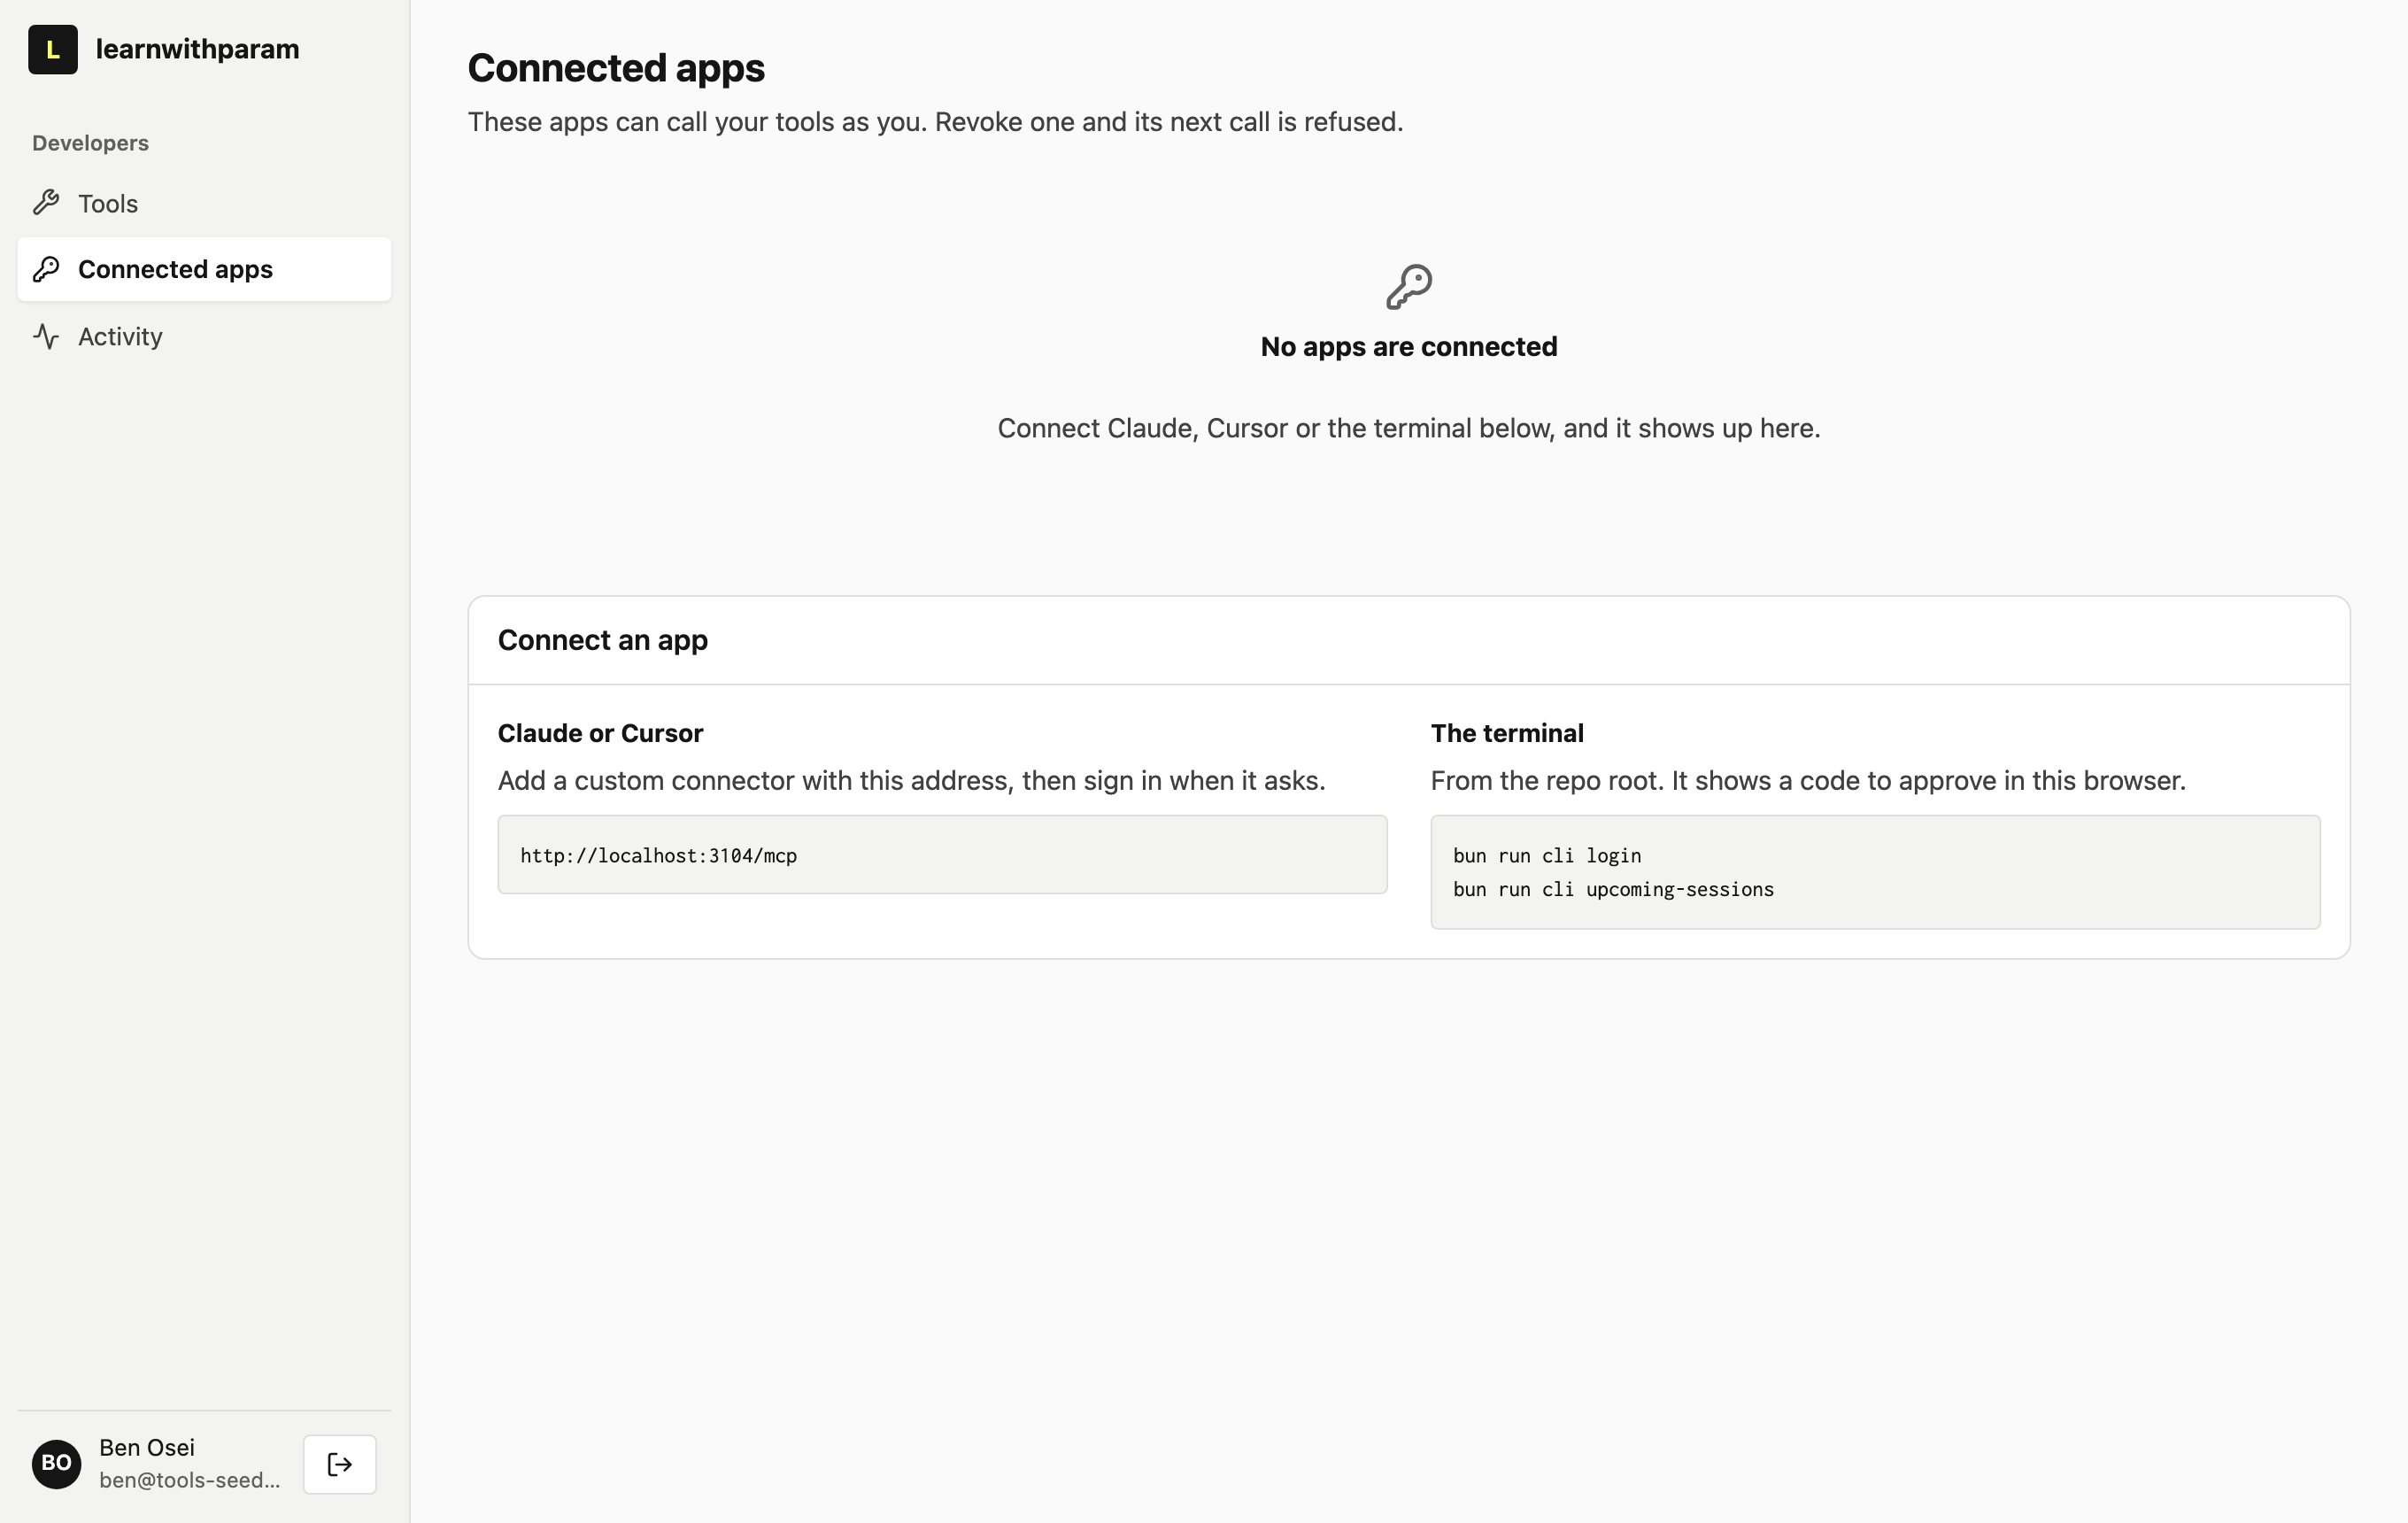 L
learnwithparam
Developers
Tools
Connected apps
Activity
BO
Ben Osei
ben@tools-seed...
Connected apps
These apps can call your tools as you. Revoke one and its next call is refused.
No apps are connected
Connect Claude, Cursor or the terminal below, and it shows up here.
Connect an app
Claude or Cursor
Add a custom connector with this address, then sign in when it asks.
http://localhost:3104/mcp
The terminal
From the repo root. It shows a code to approve in this browser.
bun run cli login
bun run cli upcoming-sessions